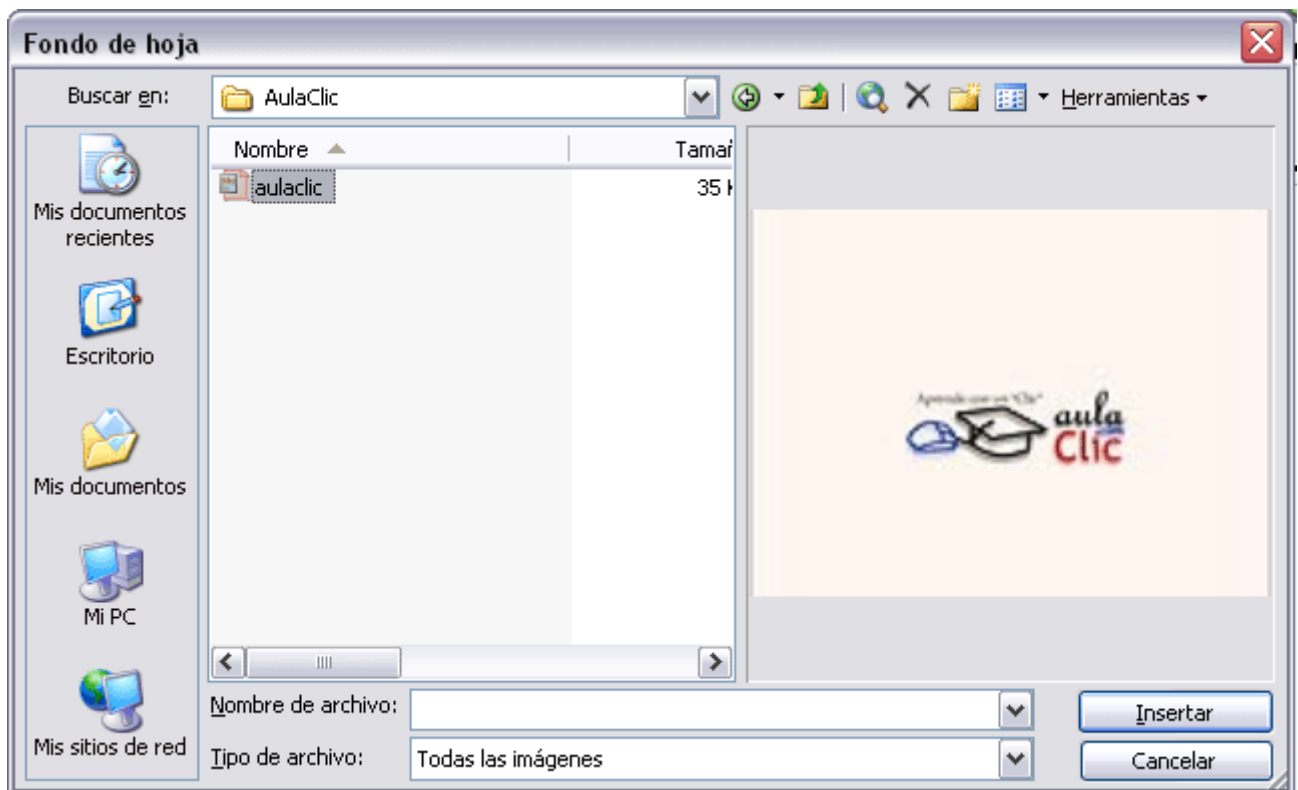 Fondo de hoja
Buscar en: AulaClic Herramientas
Nombre Tamañ
aulaclic 35 K
Mis documentos
recientes
Escritorio
Mis documentos
Mi PC
Mis sitios de red
aula
Clic
Nombre de archivo: Insertar
Tipo de archivo: Todas las imágenes Cancelar